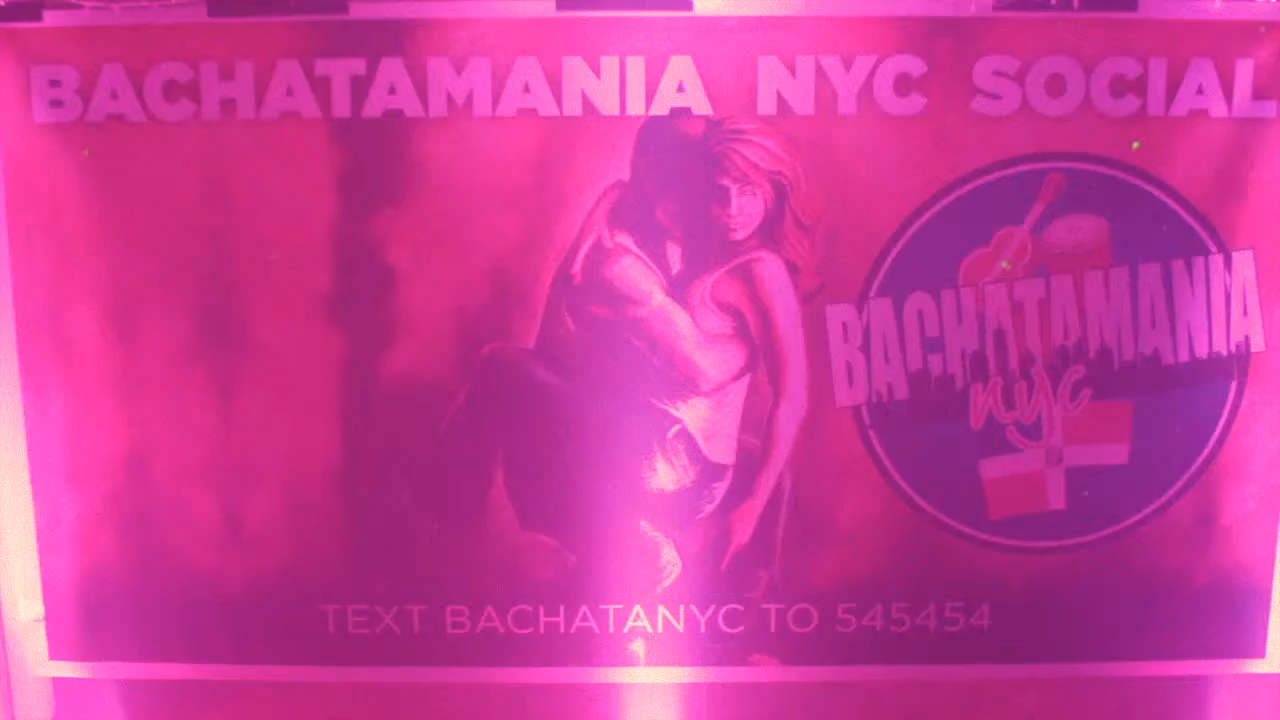 BACHATAMANIA NYC SOCIAL
BACHATAMANIA
nyc
TEXT BACHATANYC TO 545454